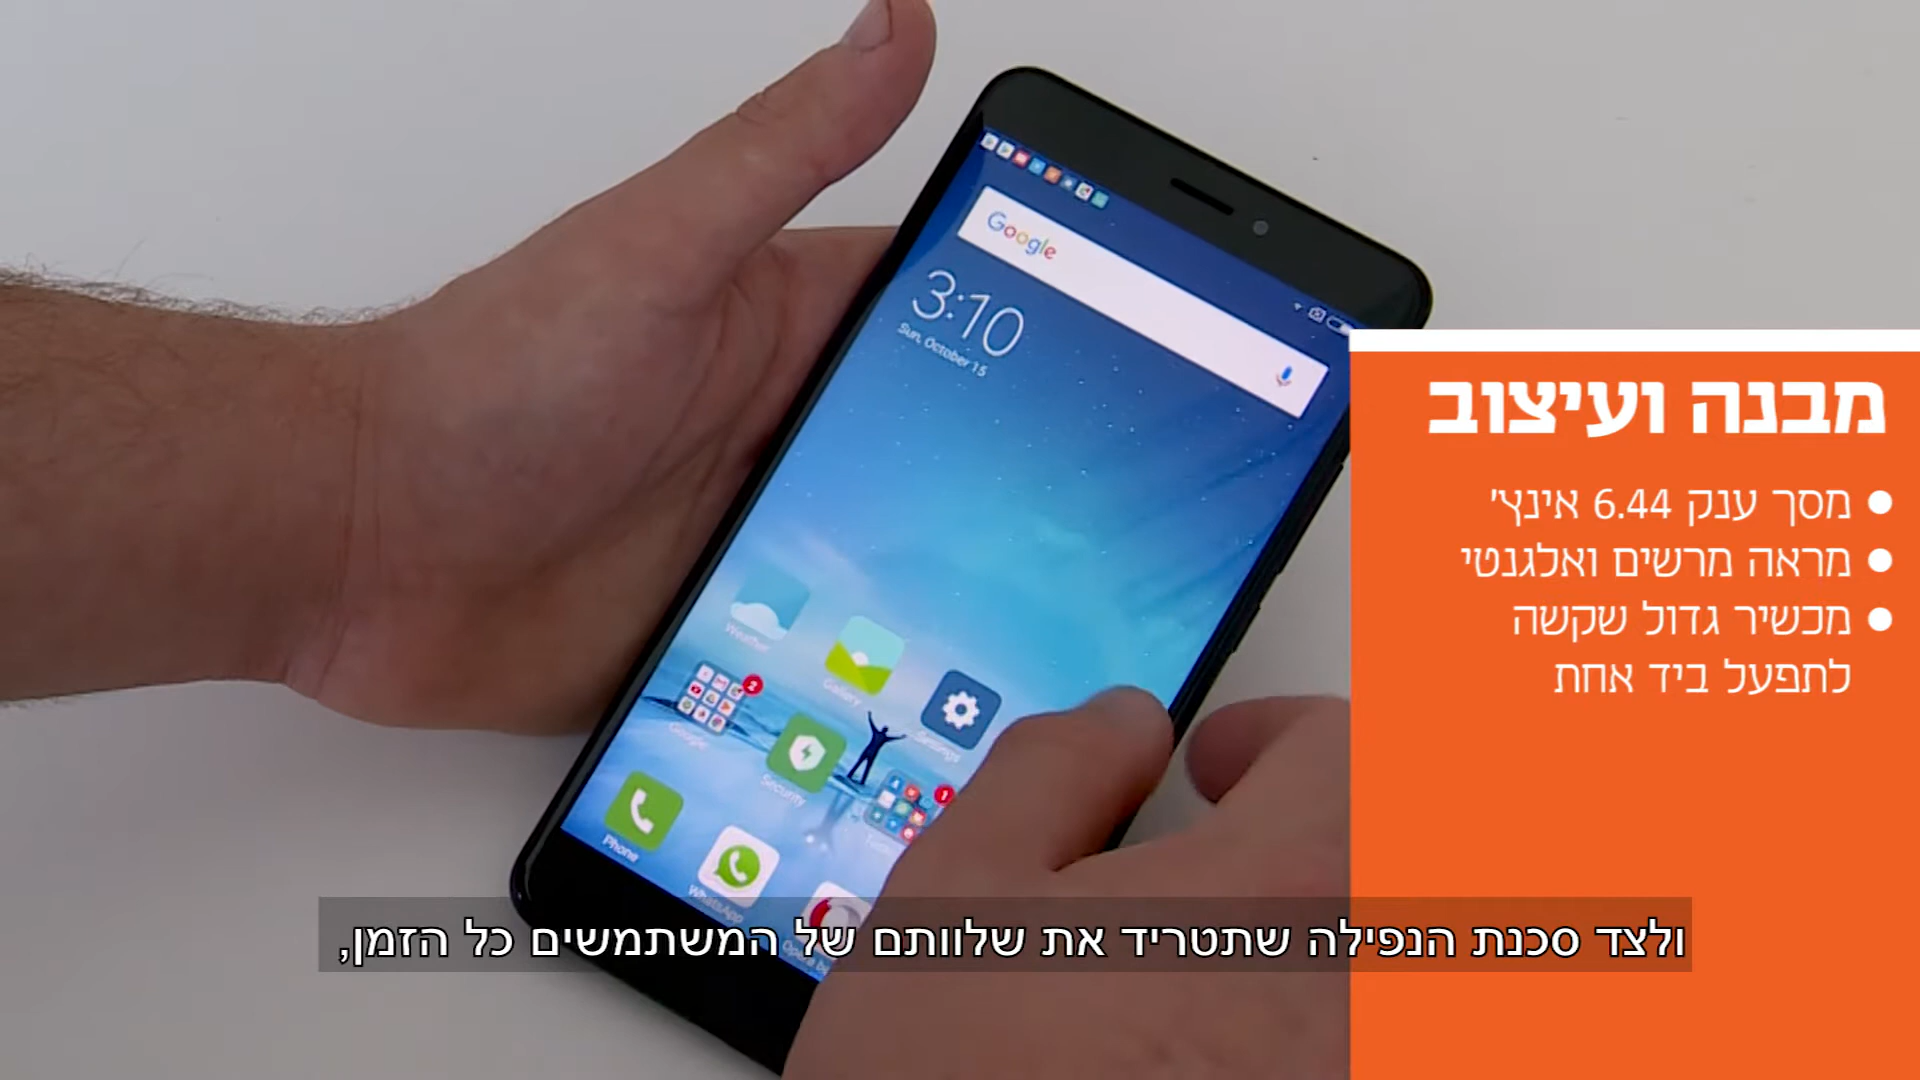 Google
3:10
Sun, October 15
מבנה ועיצוב
● מסך ענק 6.44 אינץ'
● מראה מרשים ואלגנטי
● מכשיר גדול שקשה
לתפעל ביד אחת
Weather
Gallery
Settings
2
Google
Security
1
Phone
WhatsApp
ולצד סכנת הנפילה שתטריד את שלוותם של המשתמשים כל הזמן,